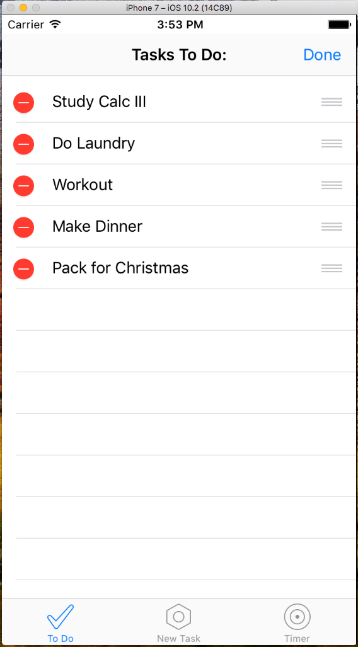 iPhone 7 – iOS 10.2 (14C89)
Carrier 3:53 PM
Tasks To Do: Done
Study Calc III
Do Laundry
Workout
Make Dinner
Pack for Christmas
To Do New Task Timer